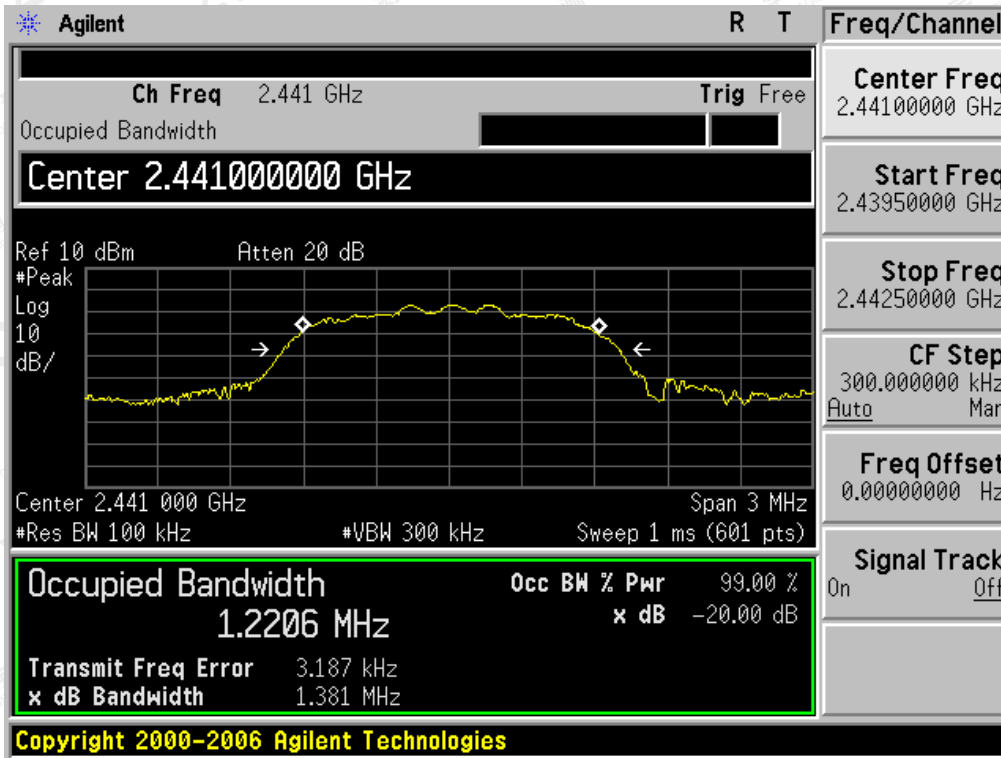 Agilent R T Freq/Channel
Ch Freq 2.441 GHz Trig Free
Occupied Bandwidth
Center 2.441000000 GHz
Ref 10 dBm Atten 20 dB
#Peak
Log
10
dB/
Center 2.441 000 GHz Span 3 MHz
#Res BW 100 kHz #VBW 300 kHz Sweep 1 ms (601 pts)
Occupied Bandwidth Occ BW % Pwr 99.00 %
1.2206 MHz x dB -20.00 dB
Transmit Freq Error 3.187 kHz
x dB Bandwidth 1.381 MHz
Copyright 2000-2006 Agilent Technologies
Center Freq
2.44100000 GHz
Start Freq
2.43950000 GHz
Stop Freq
2.44250000 GHz
CF Step
300.000000 kHz
Auto Man
Freq Offset
0.00000000 Hz
Signal Track
On Off